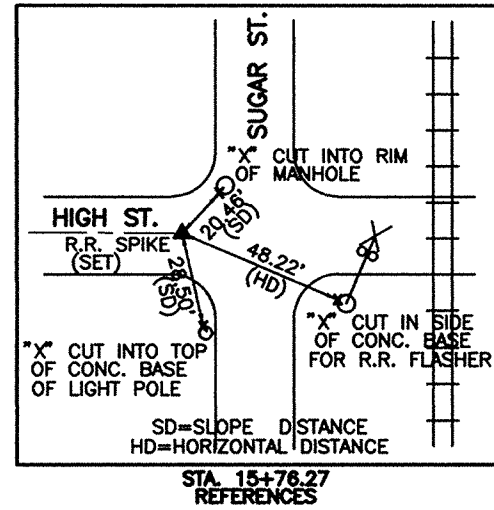 SUGAR ST.
"X" CUT INTO RIM
OF MANHOLE
HIGH ST.
R.R. SPIKE
(SET)
20.46'
(SD)
48.22'
(HD)
28.50'
(SD)
"X" CUT INTO TOP
OF CONC. BASE
OF LIGHT POLE
"X" CUT IN SIDE
OF CONC. BASE
FOR R.R. FLASHER
SD=SLOPE DISTANCE
HD=HORIZONTAL DISTANCE
STA. 15+76.27
REFERENCES